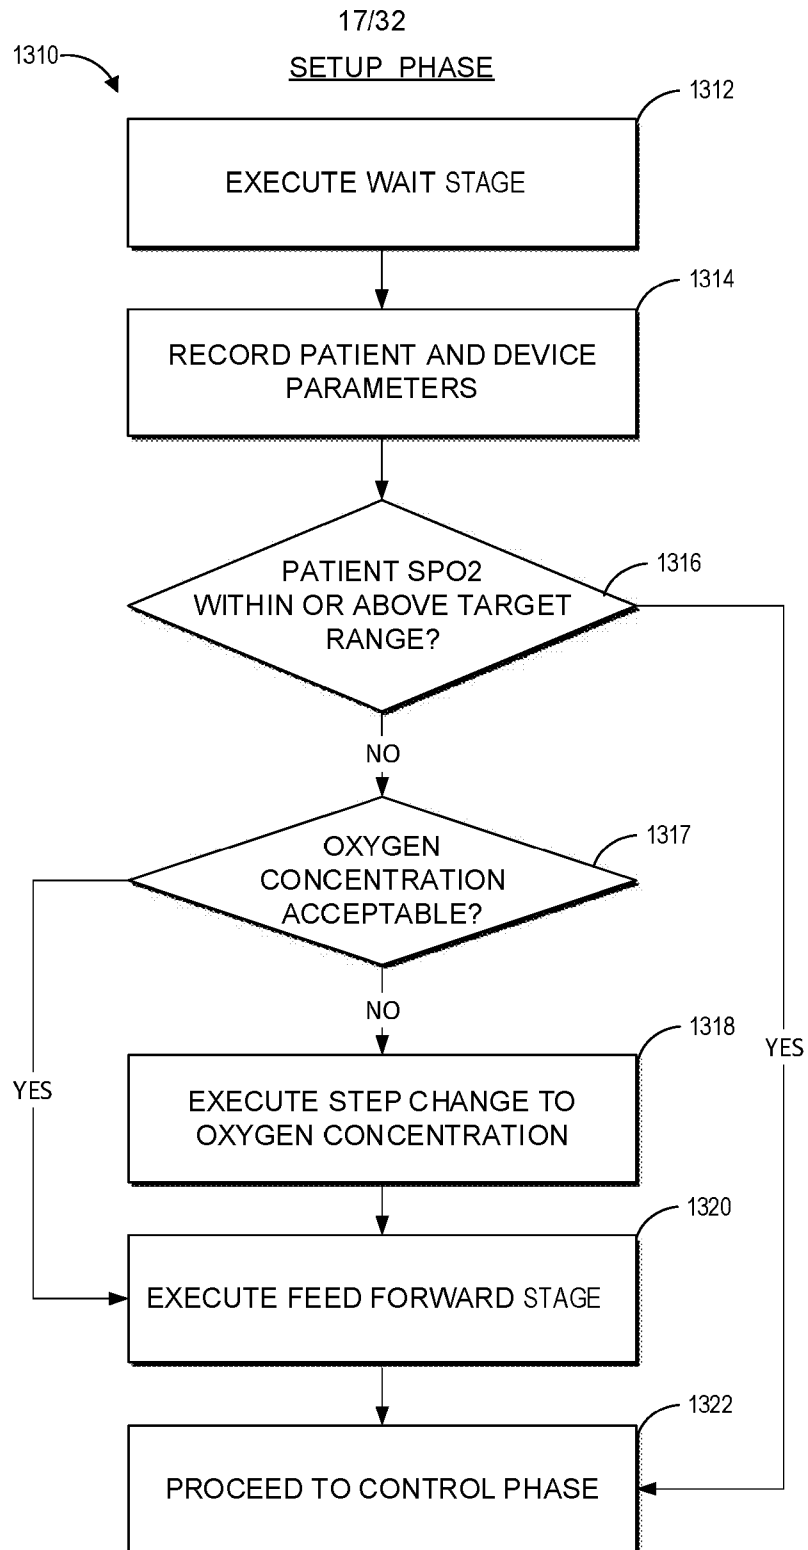 17/32
1310
SETUP PHASE
1312
EXECUTE WAIT STAGE
1314
RECORD PATIENT AND DEVICE
PARAMETERS
1316
PATIENT SPO2
WITHIN OR ABOVE TARGET
RANGE?
NO
1317
OXYGEN
CONCENTRATION
ACCEPTABLE?
NO
1318
YES
YES
EXECUTE STEP CHANGE TO
OXYGEN CONCENTRATION
1320
EXECUTE FEED FORWARD STAGE
1322
PROCEED TO CONTROL PHASE